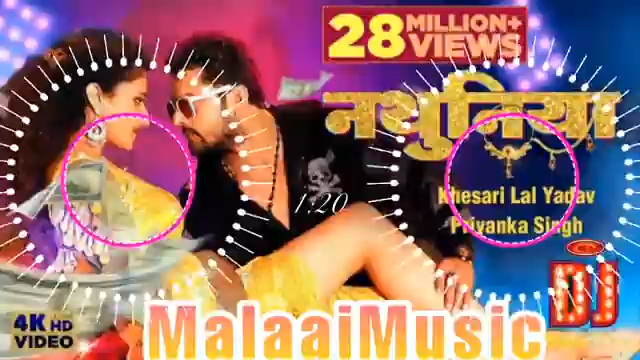 28 MILLION+
VIEWS
नथुनिया
Khesari Lal Yadav
Priyanka Singh
1:20
DJ
4K HD
VIDEO
MalaaiMusic